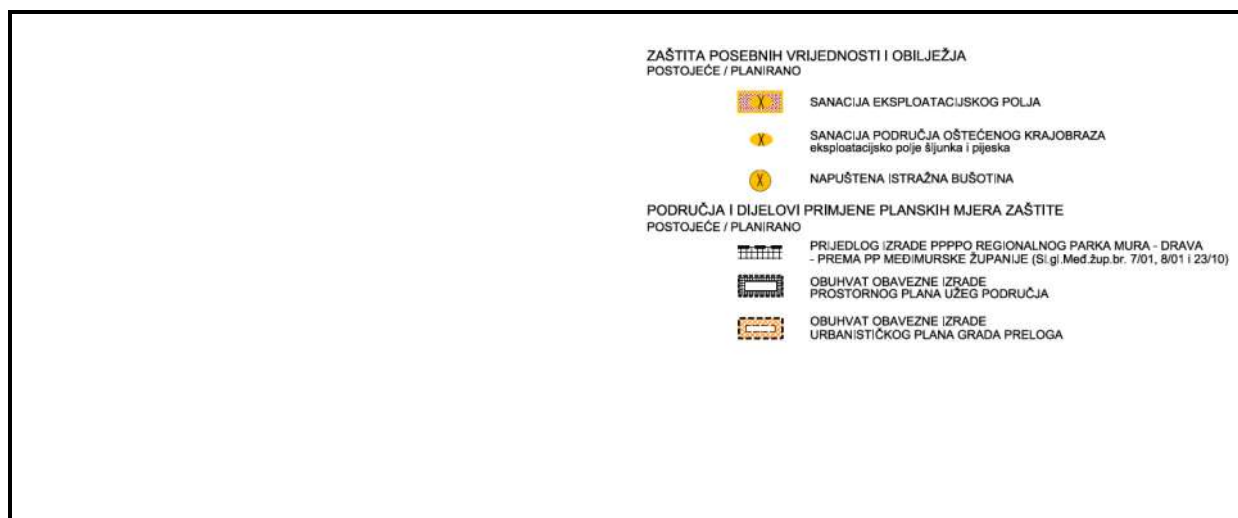 ZAŠTITA POSEBNIH VRIJEDNOSTI I OBILJEŽJA
POSTOJEĆE / PLANIRANO
X
SANACIJA EKSPLOATACIJSKOG POLJA
X
SANACIJA PODRUČJA OŠTEĆENOG KRAJOBRAZA
eksploatacijsko polje šljunka i pijeska
X
NAPUŠTENA ISTRAŽNA BUŠOTINA
PODRUČJA I DIJELOVI PRIMJENE PLANSKIH MJERA ZAŠTITE
POSTOJEĆE / PLANIRANO
PRIJEDLOG IZRADE PPPPO REGIONALNOG PARKA MURA - DRAVA
- PREMA PP MEĐIMURSKE ŽUPANIJE (Sl.gl.Međ.žup.br. 7/01, 8/01 i 23/10)
OBUHVAT OBAVEZNE IZRADE
PROSTORNOG PLANA UŽEG PODRUČJA
OBUHVAT OBAVEZNE IZRADE
URBANISTIČKOG PLANA GRADA PRELOGA